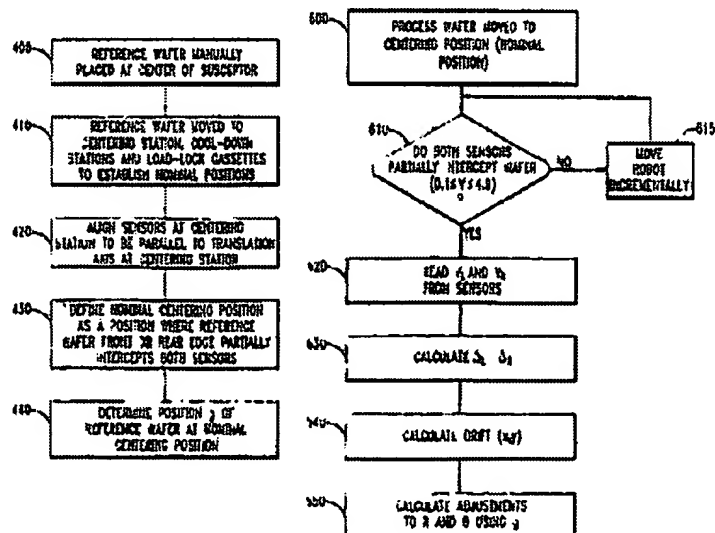 400
REFERENCE WAFER MANUALLY
PLACED AT CENTER OF SUSCEPTOR
410
REFERENCE WAFER MOVED TO
CENTERING STATION, COOL-DOWN
STATIONS AND LOAD-LOCK CASSETTES
TO ESTABLISH NOMINAL POSITIONS
420
ALIGN SENSORS AT CENTERING
STATION TO BE PARALLEL TO TRANSLATION
AXIS AT CENTERING STATION
430
DEFINE NOMINAL CENTERING POSITION
AS A POSITION WHERE REFERENCE
WAFER FRONT OR REAR EDGE PARTIALLY
INTERCEPTS BOTH SENSORS
440
DETERMINE POSITION OF
REFERENCE WAFER AT NOMINAL
CENTERING POSITION
600
PROCESS WAFER MOVED TO
CENTERING POSITION (NOMINAL
POSITION)
610
DO BOTH SENSORS
PARTIALLY INTERCEPT WAFER
(0.1≤V≤4.9)
?
NO
615
MOVE
ROBOT
INCREMENTALLY
YES
620
READ AND
FROM SENSORS
630
CALCULATE
640
CALCULATE DRIFT (x,y)
650
CALCULATE ADJUSTMENTS
TO R AND θ USING